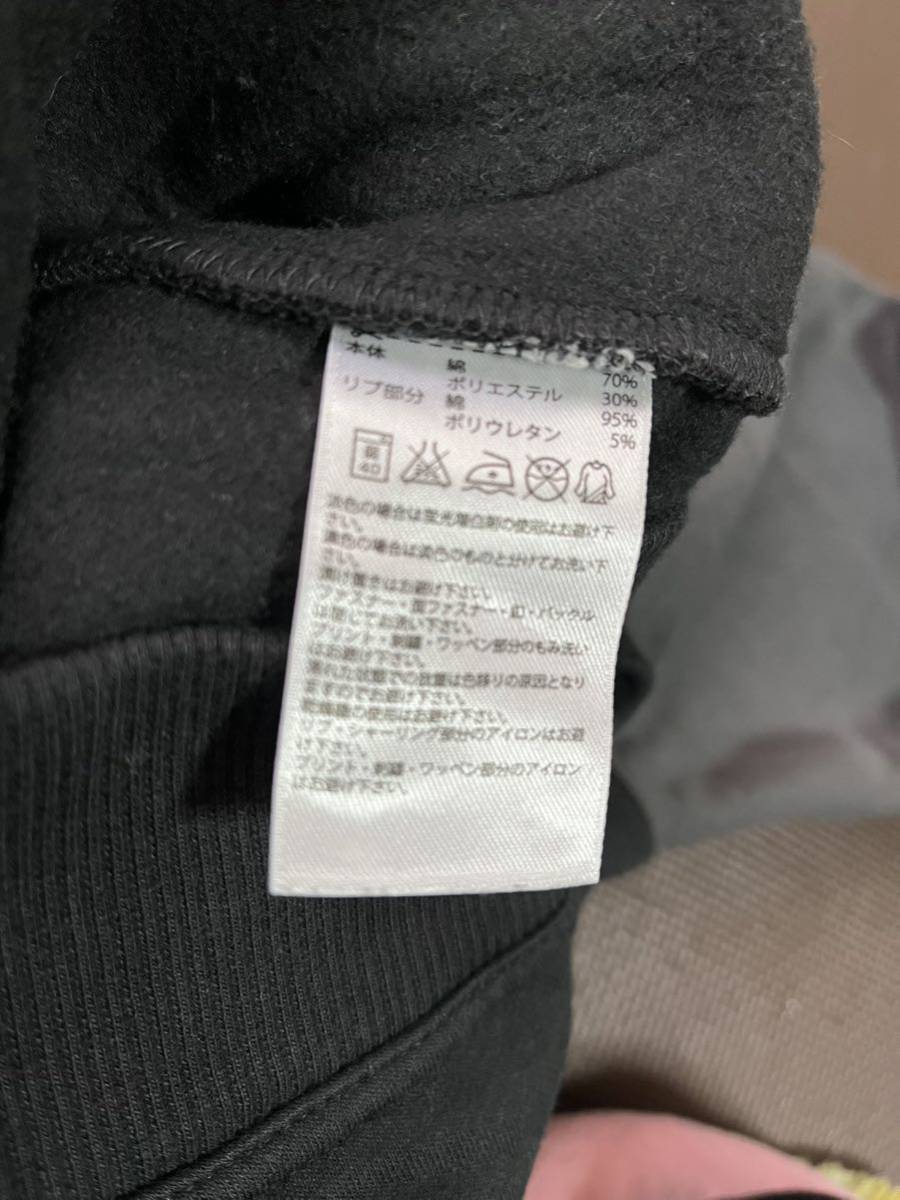 本体 綿 70%
ポリエステル 30%
リブ部分 綿 95%
ポリウレタン 5%
40
淡色の場合は蛍光増白剤の使用はお避け下
さい。
濃色の場合は淡色のものと分けてお洗い下
さい。
漬け置きはお避け下さい。
ファスナー・面ファスナー・釦・バックル
は閉じてお洗い下さい。
プリント・刺繍・ワッペン部分のもみ洗い
はお避け下さい。
濡れた状態での放置は色移りの原因となり
ますのでお避け下さい。
乾燥機の使用はお避け下さい。
リブ・シャーリング部分のアイロンはお避
け下さい。
プリント・刺繍・ワッペン部分のアイロン
はお避け下さい。